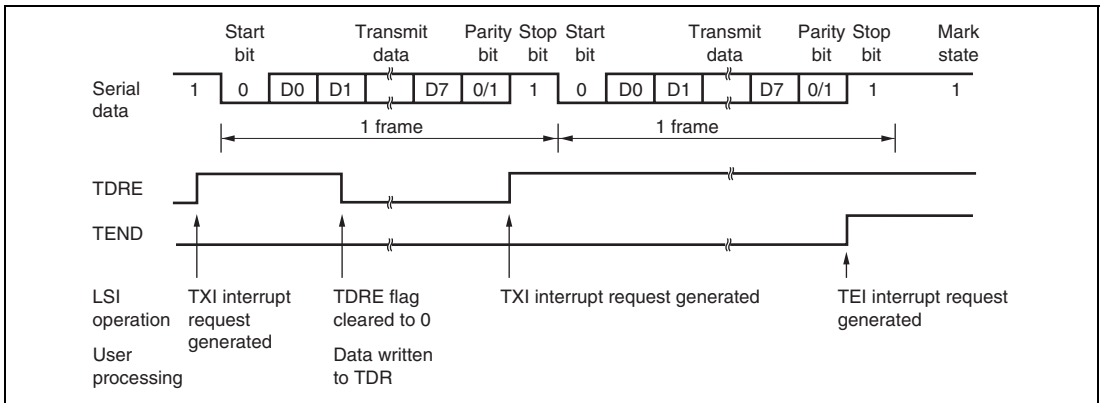 Start bit Transmit data Parity bit Stop bit Start bit Transmit data Parity bit Stop bit Mark state
Serial data 1 0 D0 D1 D7 0/1 1 0 D0 D1 D7 0/1 1 1
1 frame 1 frame
TDRE
TEND
LSI operation
TXI interrupt request generated
TDRE flag cleared to 0
TXI interrupt request generated
TEI interrupt request generated
User processing
Data written to TDR